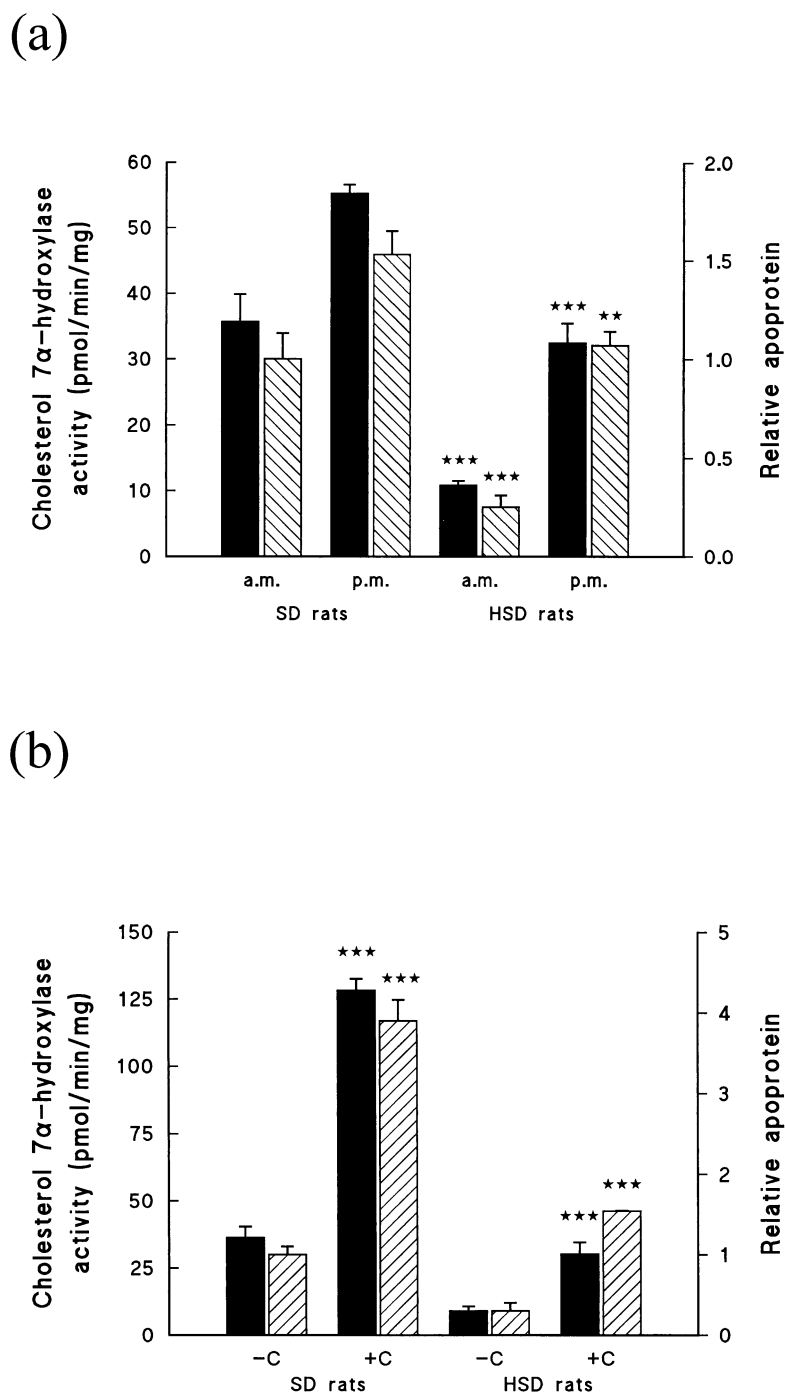 (a)
Cholesterol 7α−hydroxylase
activity (pmol/min/mg)
60
50
40
30
20
10
0
2.0
1.5
1.0
0.5
0.0
Relative apoprotein
★★★
★★★
★★★
★★
a.m.
p.m.
a.m.
p.m.
SD rats
HSD rats
(b)
Cholesterol 7α−hydroxylase
activity (pmol/min/mg)
150
125
100
75
50
25
0
5
4
3
2
1
0
Relative apoprotein
★★★
★★★
★★★
★★★
−C
+C
−C
+C
SD rats
HSD rats